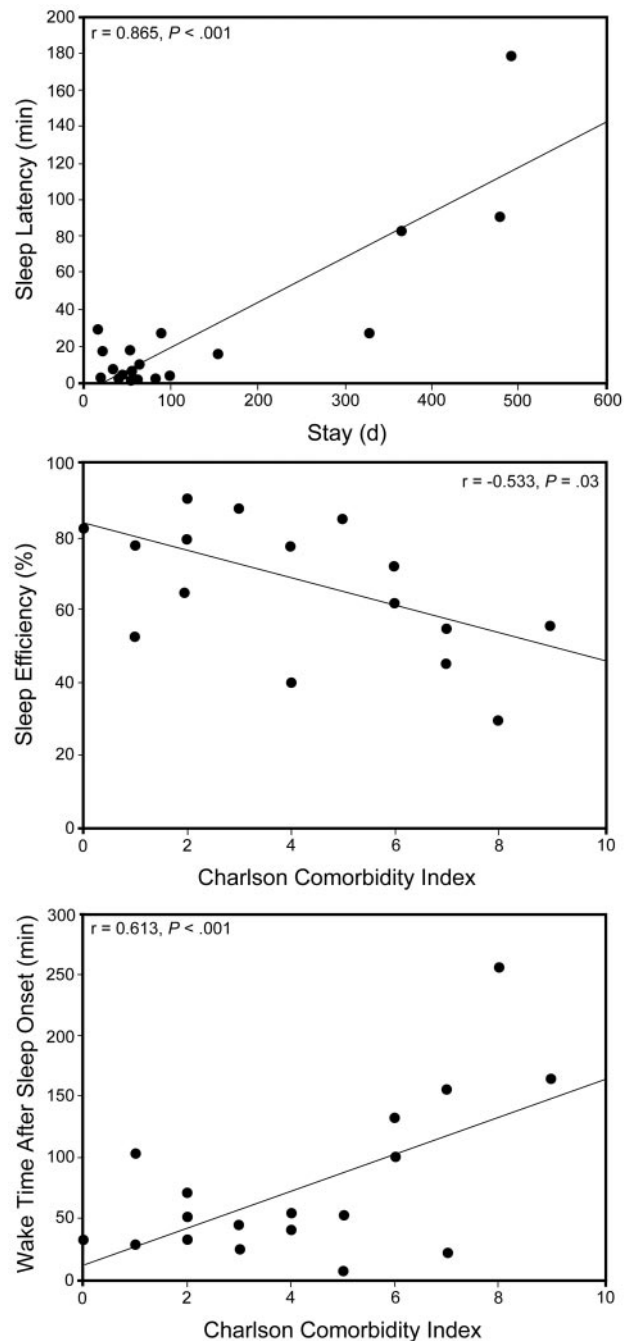 r = 0.865, P < .001
200
180
160
140
120
100
80
60
40
20
0
Sleep Latency (min)
0 100 200 300 400 500 600
Stay (d)
r = -0.533, P = .03
100
80
60
40
20
0
Sleep Efficiency (%)
0 2 4 6 8 10
Charlson Comorbidity Index
r = 0.613, P < .001
300
250
200
150
100
50
0
Wake Time After Sleep Onset (min)
0 2 4 6 8 10
Charlson Comorbidity Index